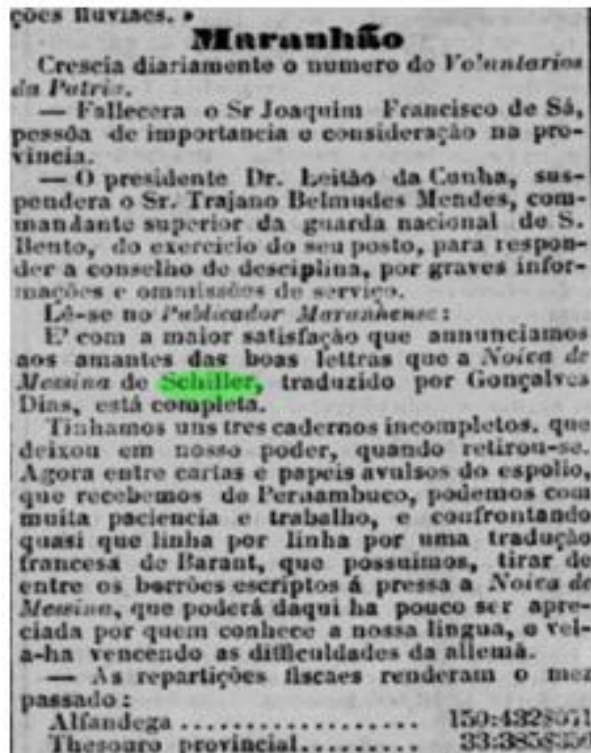 ções fluviaes. »
Maranhão
Crescia diariamente o numero do Voluntarios
da Patria.
— Fallecera o Sr Joaquim Francisco de Sá,
pessôa de importancia e consideração na pro-
vincia.
— O presidente Dr. Leitão da Cunha, sus-
pendera o Sr. Trajano Belmudes Mendes, com-
mandante superior da guarda nacional de S.
Bento, do exercicio do seu posto, para respon-
der a conselho de desciplina, por graves infor-
mações e ommissões de serviço.
Lê-se no Publicador Maranhense:
E' com a maior satisfação que annunciamos
aos amantes das boas lettras que a Noica de
Messina de Schiller, traduzido por Gonçalves
Dias, está completa.
Tinhamos uns tres cadernos incompletos. que
deixou em nosso poder, quando retirou-se.
Agora entre cartas e papeis avulsos do espolio,
que recebemos de Pernambuco, podemos com
muita paciencia e trabalho, e confrontando
quasi que linha por linha por uma tradução
francesa de Barant, que possuimos, tirar de
entre os borrões escriptos á pressa a Noica de
Messina, que poderá daqui ha pouco ser apre-
ciada por quem conhece a nossa lingua, e vel-
a-ha vencendo as difficuldades da allemã.
— As repartições fiscaes renderam o mez
passado:
Alfandega ..................
Thesouro provincial.........